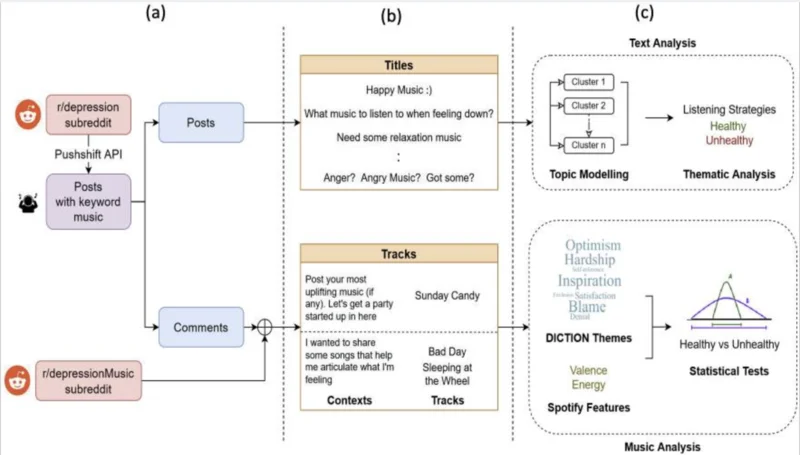 (a)
(b)
(c)
r/depression
subreddit
Pushshift API
Posts
with keyword
music
Posts
Comments
r/depressionMusic
subreddit
Titles
Happy Music :)
What music to listen to when feeling down?
Need some relaxation music
:
Anger? Angry Music? Got some?
Tracks
Post your most
uplifting music (if
any). Let's get a party
started up in here
Sunday Candy
I wanted to share
some songs that help
me articulate what I'm
feeling
Bad Day
Sleeping at
the Wheel
Contexts
Tracks
Text Analysis
Cluster 1
Cluster 2
Cluster n
Topic Modelling
Listening Strategies
Healthy
Unhealthy
Thematic Analysis
Optimism
Hardship
Inspiration
Satisfaction
Blame
Denial
DICTION Themes
Valence
Energy
Spotify Features
A
Healthy vs Unhealthy
Statistical Tests
Music Analysis